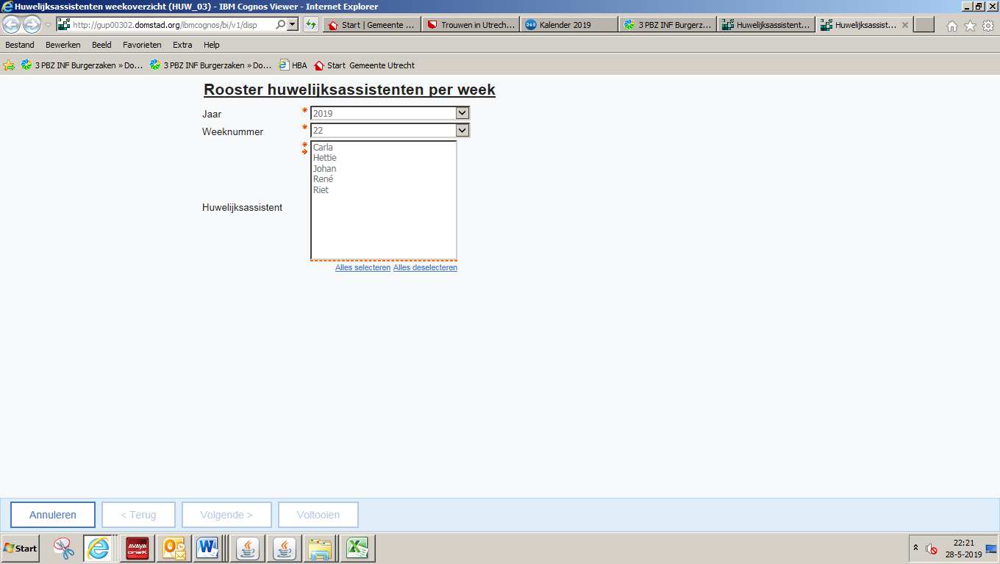 Huwelijksassistenten weekoverzicht (HUW_03) - IBM Cognos Viewer - Internet Explorer
http://gup00302.domstad.org/ibmcognos/bi/v1/disp
Start | Gemeente ...
Trouwen in Utrech...
365 Kalender 2019
3 PBZ INF Burgerz...
Huwelijksassistent...
Huwelijksassist...
Bestand Bewerken Beeld Favorieten Extra Help
3 PBZ INF Burgerzaken » Do... 3 PBZ INF Burgerzaken » Do... HBA Start Gemeente Utrecht
Rooster huwelijksassistenten per week
Jaar * 2019
Weeknummer * 22
Huwelijksassistent *
Carla
Hettie
Johan
René
Riet
Alles selecteren Alles deselecteren
Annuleren < Terug Volgende > Voltooien
Start AVAYA one-X 22:21
28-5-2019